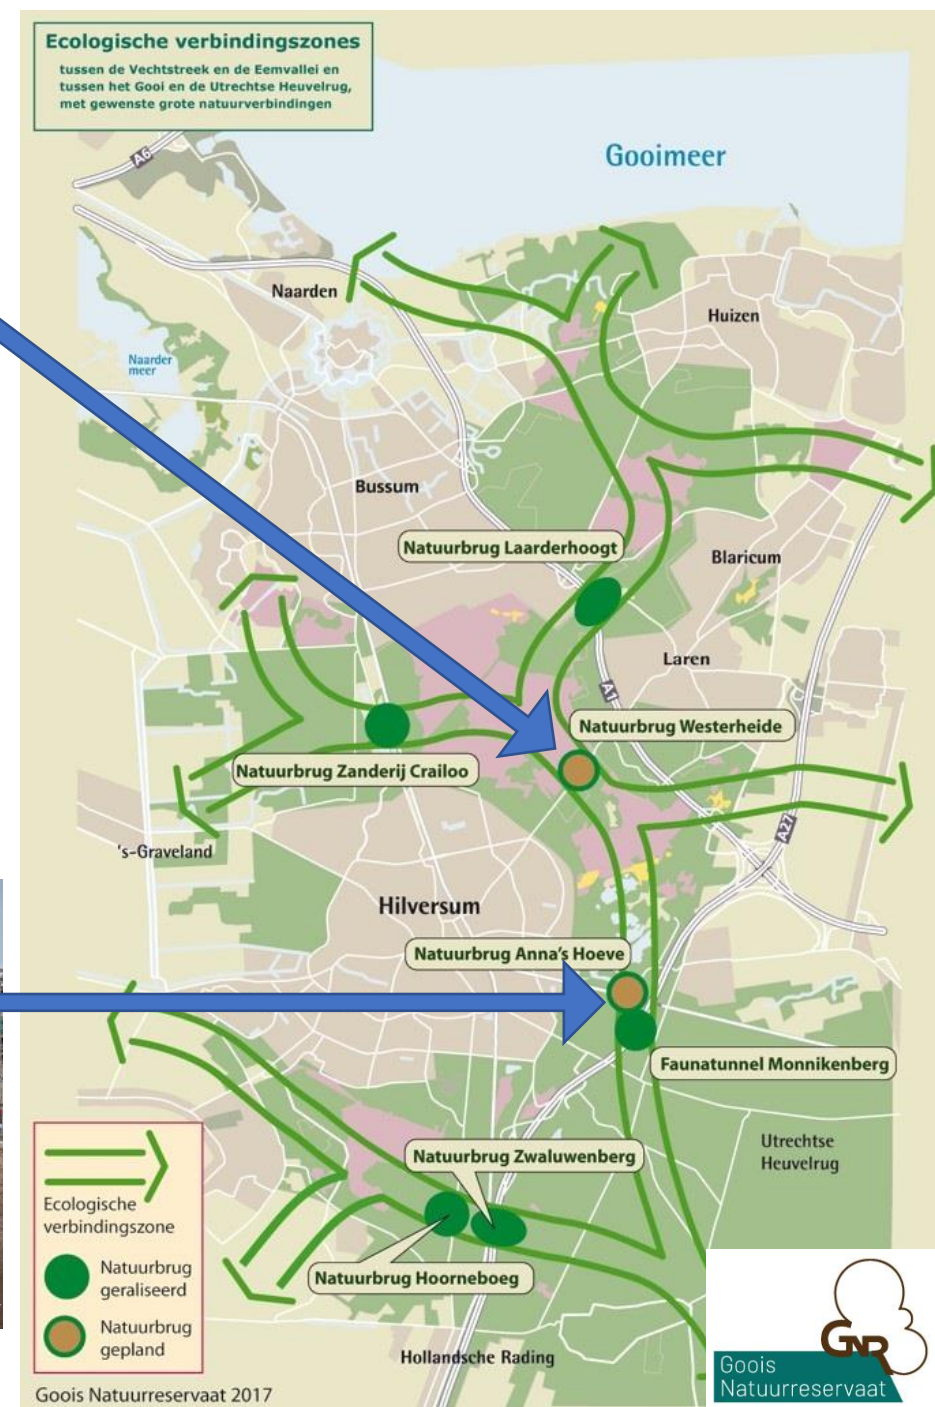 Ecologische verbindingszones
tussen de Vechtstreek en de Eemvallei en
tussen het Gooi en de Utrechtse Heuvelrug,
met gewenste grote natuurverbindingen
A6
Gooimeer
Naarden
Huizen
Naarder
meer
Bussum
Natuurbrug Laarderhoogt
Blaricum
Laren
A1
Natuurbrug Westerheide
Natuurbrug Zanderij Crailoo
A27
's-Graveland
Hilversum
Natuurbrug Anna's Hoeve
Faunatunnel Monnikenberg
Utrechtse
Heuvelrug
Natuurbrug Zwaluwenberg
Natuurbrug Hoorneboeg
Hollandsche Rading
Ecologische
verbindingszone
Natuurbrug
geraliseerd
Natuurbrug
gepland
Goois Natuurreservaat 2017
GNR
Goois
Natuurreservaat